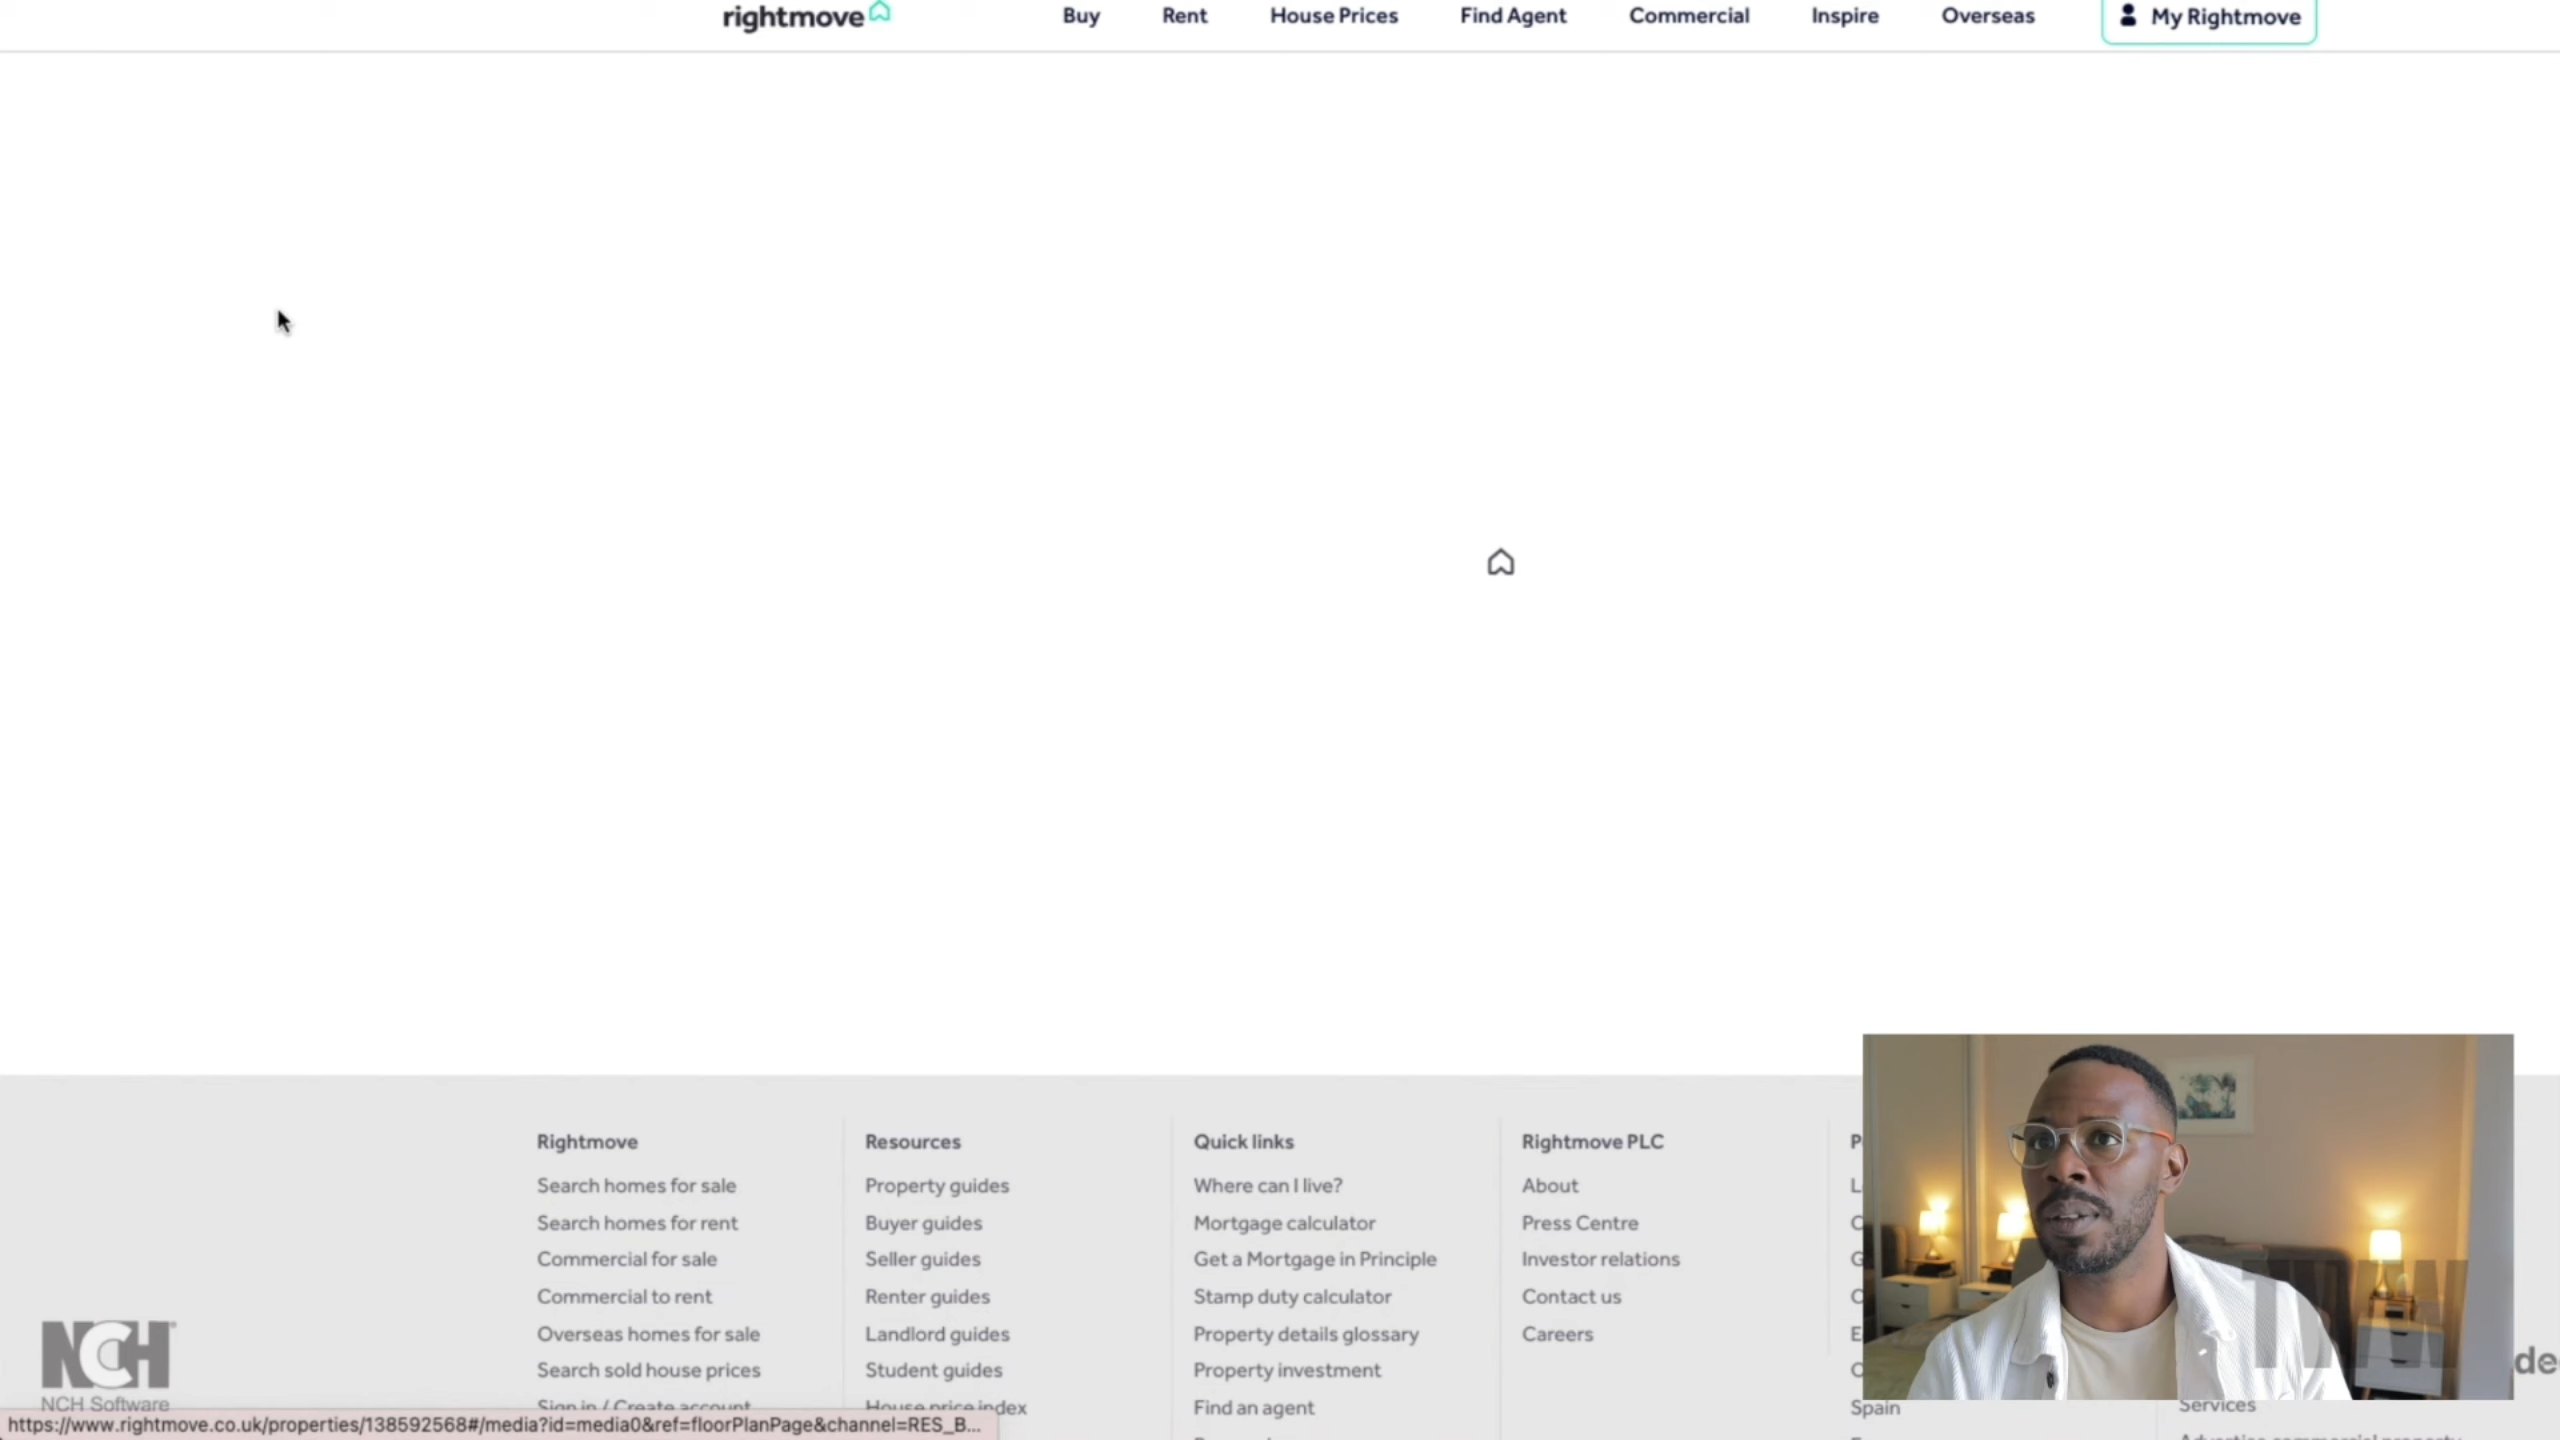 rightmove
Buy
Rent
House Prices
Find Agent
Commercial
Inspire
Overseas
My Rightmove
Rightmove
Search homes for sale
Search homes for rent
Commercial for sale
Commercial to rent
Overseas homes for sale
Search sold house prices
Sign in / Create account
Resources
Property guides
Buyer guides
Seller guides
Renter guides
Landlord guides
Student guides
House price index
Quick links
Where can I live?
Mortgage calculator
Get a Mortgage in Principle
Stamp duty calculator
Property details glossary
Property investment
Find an agent
Rightmove PLC
About
Press Centre
Investor relations
Contact us
Careers
Spain
Services
NCH
NCH Software
https://www.rightmove.co.uk/properties/138592568#/media?id=media0&ref=floorPlanPage&channel=RES_B...